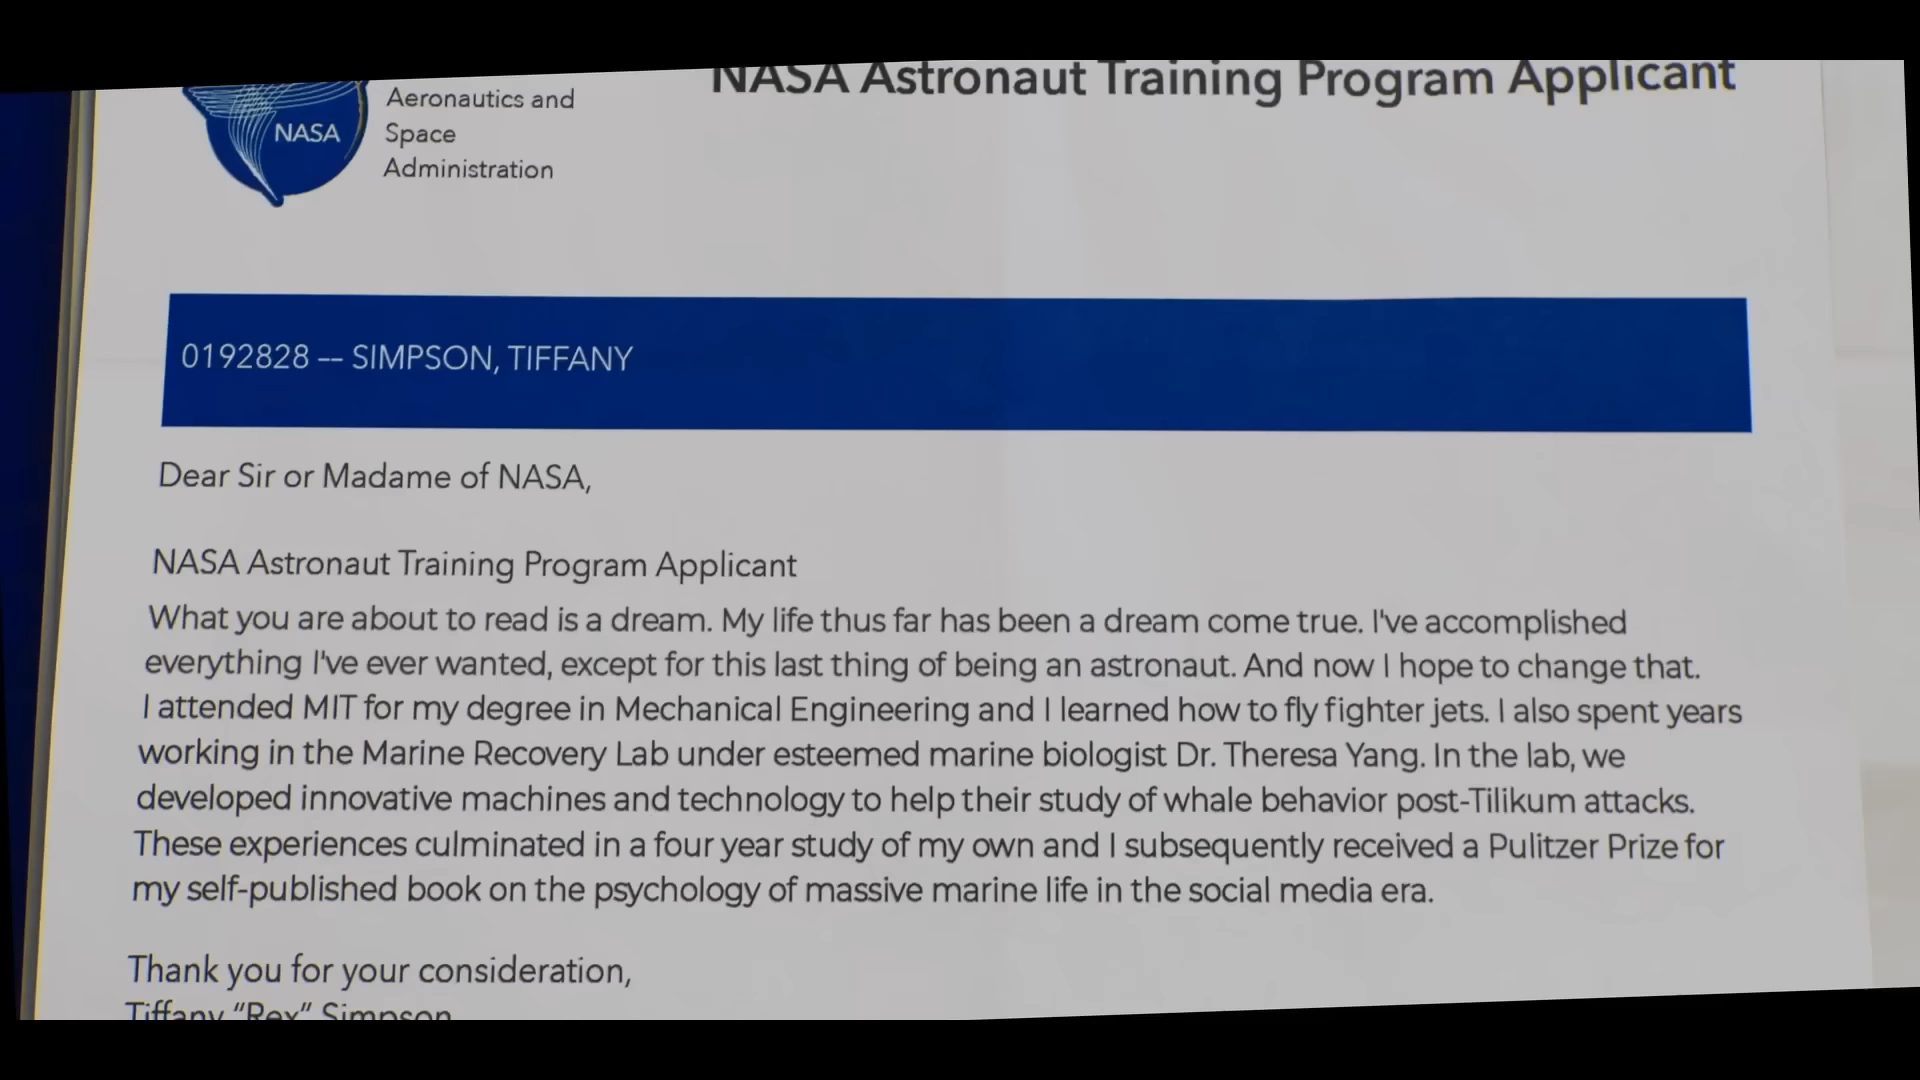 NASA Astronaut Training Program Applicant
Aeronautics and
Space
Administration
NASA
0192828 -- SIMPSON, TIFFANY
Dear Sir or Madame of NASA,
NASA Astronaut Training Program Applicant
What you are about to read is a dream. My life thus far has been a dream come true. I've accomplished
everything I've ever wanted, except for this last thing of being an astronaut. And now I hope to change that.
I attended MIT for my degree in Mechanical Engineering and I learned how to fly fighter jets. I also spent years
working in the Marine Recovery Lab under esteemed marine biologist Dr. Theresa Yang. In the lab, we
developed innovative machines and technology to help their study of whale behavior post-Tilikum attacks.
These experiences culminated in a four year study of my own and I subsequently received a Pulitzer Prize for
my self-published book on the psychology of massive marine life in the social media era.
Thank you for your consideration,
Tiffany “Rex” Simpson